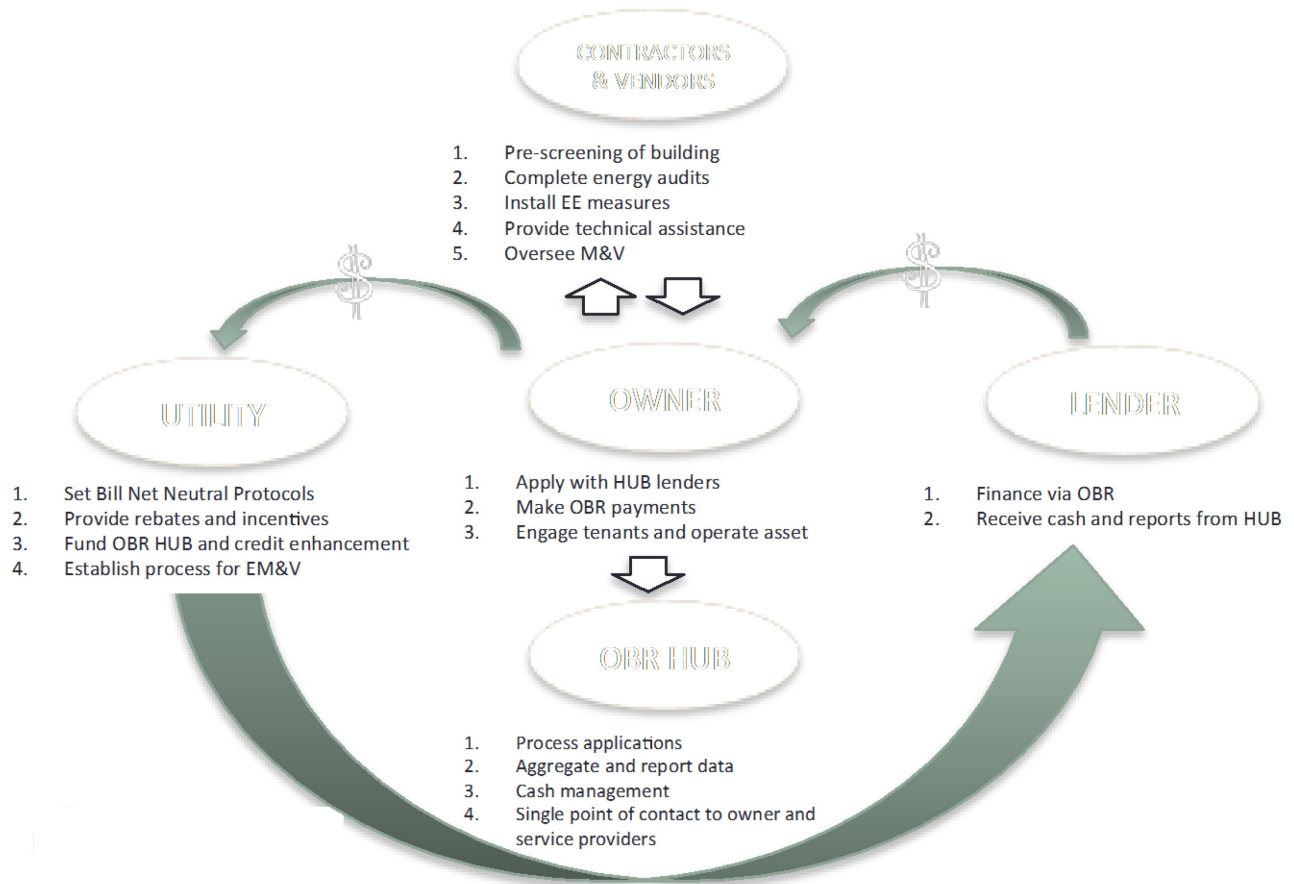 CONTRACTORS
& VENDORS
1. Pre-screening of building
2. Complete energy audits
3. Install EE measures
4. Provide technical assistance
5. Oversee M&V
$
$
UTILITY
1. Set Bill Net Neutral Protocols
2. Provide rebates and incentives
3. Fund OBR HUB and credit enhancement
4. Establish process for EM&V
OWNER
1. Apply with HUB lenders
2. Make OBR payments
3. Engage tenants and operate asset
LENDER
1. Finance via OBR
2. Receive cash and reports from HUB
OBR HUB
1. Process applications
2. Aggregate and report data
3. Cash management
4. Single point of contact to owner and
service providers